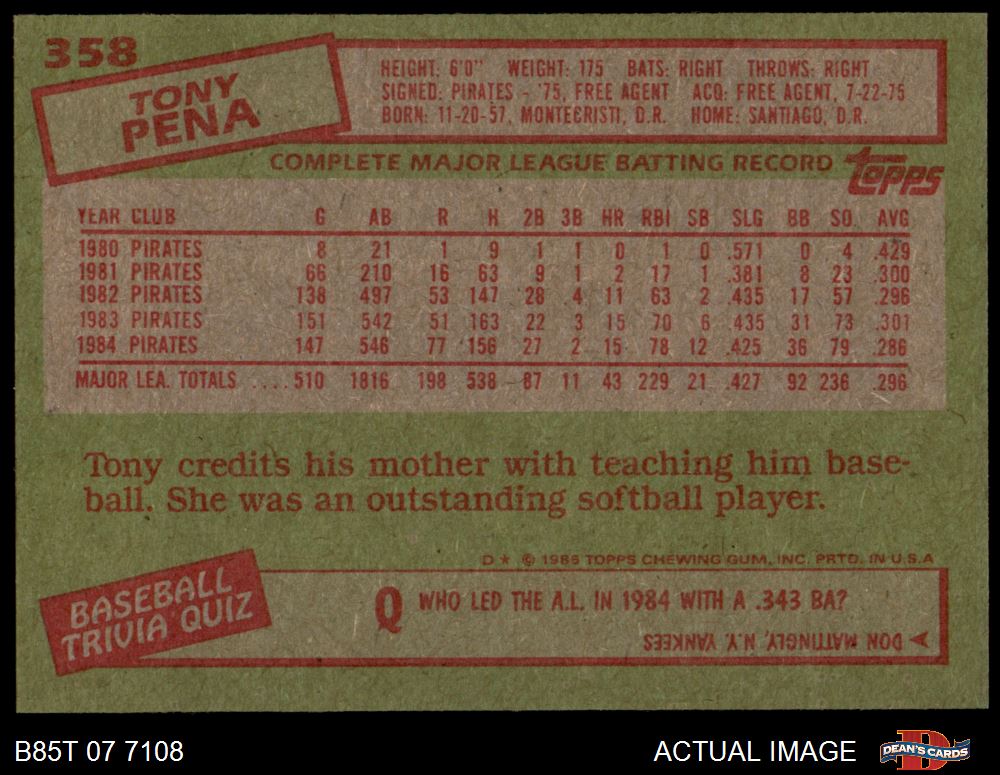 358
TONY
PENA
HEIGHT: 6'0" WEIGHT: 175 BATS: RIGHT THROWS: RIGHT
SIGNED: PIRATES - '75, FREE AGENT ACQ: FREE AGENT, 7-22-75
BORN: 11-20-57, MONTECRISTI, D.R. HOME: SANTIAGO, D.R.
COMPLETE MAJOR LEAGUE BATTING RECORD
topps
YEAR CLUB G AB R H 2B 3B HR RBI SB SLG BB SO AVG
1980 PIRATES 8 21 1 9 1 1 0 1 0 .571 0 4 .429
1981 PIRATES 66 210 16 63 9 1 2 17 1 .381 8 23 .300
1982 PIRATES 138 497 53 147 28 4 11 63 2 .435 17 57 .296
1983 PIRATES 151 542 51 163 22 3 15 70 6 .435 31 73 .301
1984 PIRATES 147 546 77 156 27 2 15 78 12 .425 36 79 .286
MAJOR LEA. TOTALS ....510 1816 198 538 87 11 43 229 21 .427 92 236 .296
Tony credits his mother with teaching him base-
ball. She was an outstanding softball player.
D* © 1985 TOPPS CHEWING GUM, INC. PRTD. IN U.S.A
BASEBALL
TRIVIA QUIZ
Q WHO LED THE A.L. IN 1984 WITH A .343 BA?
DON MATTINGLY, N.Y. YANKEES
B85T 07 7108
ACTUAL IMAGE
D
DEAN'S CARDS